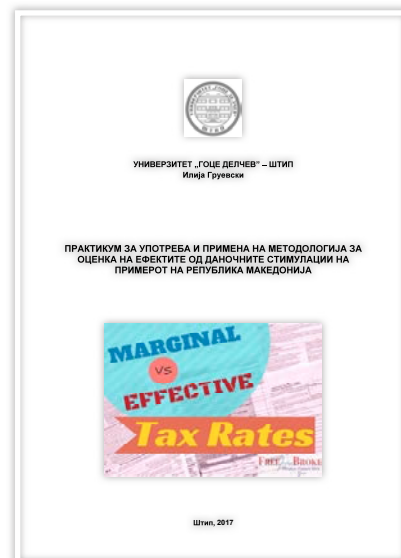 УНИВЕРЗИТЕТ „ГОЦЕ ДЕЛЧЕВ” – ШТИП
Илија Груевски
ПРАКТИКУМ ЗА УПОТРЕБА И ПРИМЕНА НА МЕТОДОЛОГИЈА ЗА
ОЦЕНКА НА ЕФЕКТИТЕ ОД ДАНОЧНИТЕ СТИМУЛАЦИИ НА
ПРИМЕРОТ НА РЕПУБЛИКА МАКЕДОНИЈА
MARGINAL
VS
EFFECTIVE
Tax Rates
Штип, 2017